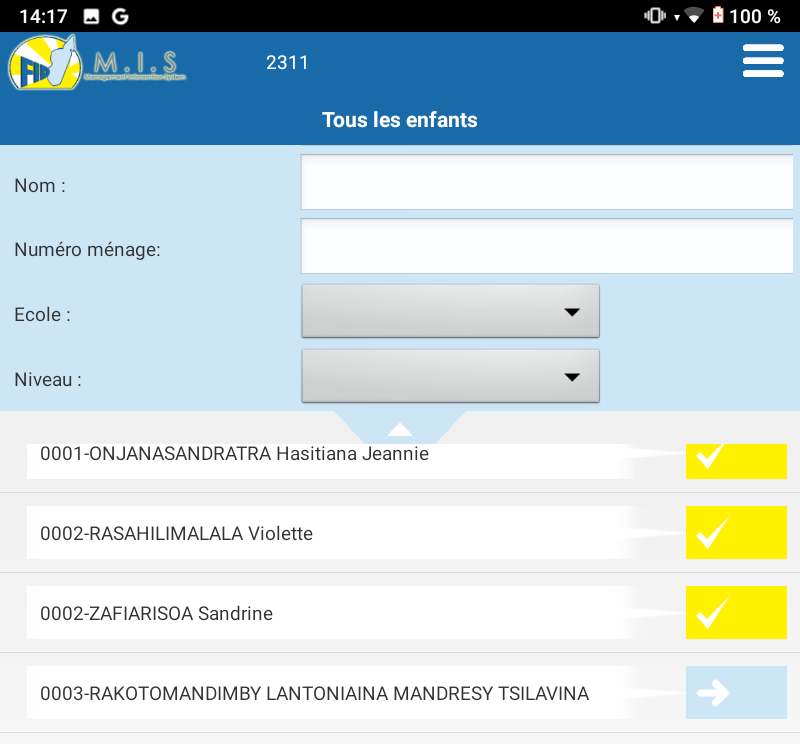 14:17
100 %
FID
M.I.S
Management Information System
2311
Tous les enfants
Nom :
Numéro ménage:
Ecole :
Niveau :
0001-ONJANASANDRATRA Hasitiana Jeannie
0002-RASAHILIMALALA Violette
0002-ZAFIARISOA Sandrine
0003-RAKOTOMANDIMBY LANTONIAINA MANDRESY TSILAVINA